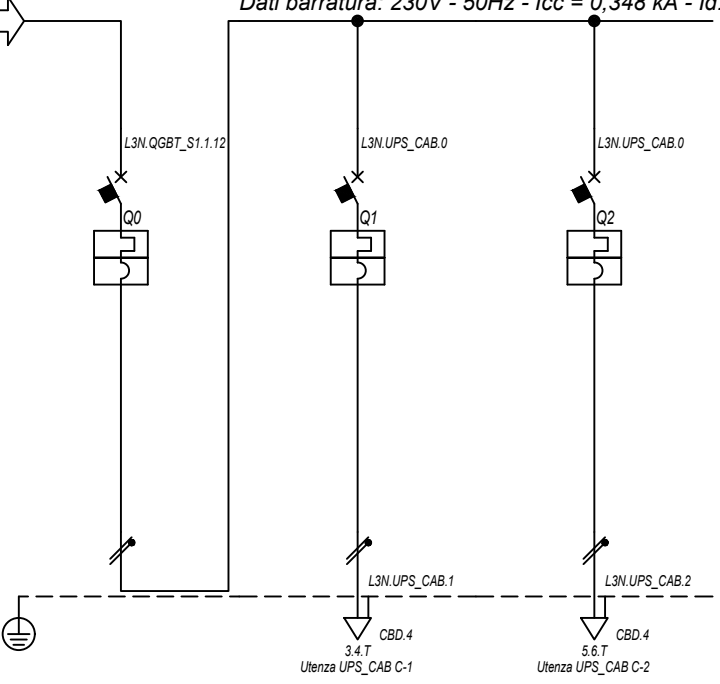 Dati barratura: 230V - 50Hz - Icc = 0,348 kA - Id
L3N.QGBT_S1.1.12
L3N.UPS_CAB.0
L3N.UPS_CAB.0
Q0
Q1
Q2
L3N.UPS_CAB.1
L3N.UPS_CAB.2
CBD.4
CBD.4
3.4.T
5.6.T
Utenza UPS_CAB C-1
Utenza UPS_CAB C-2